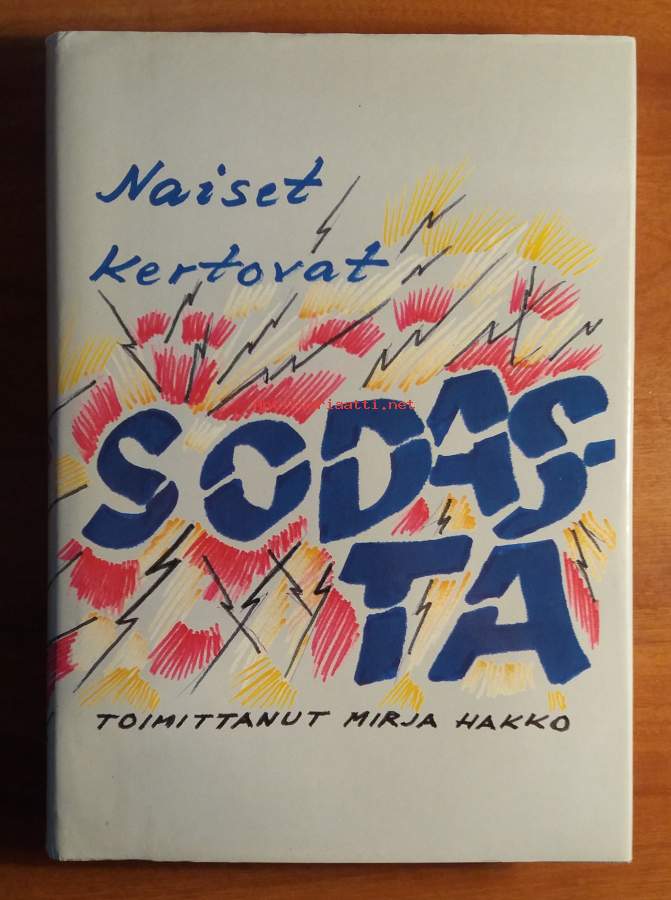 Naiset
Kertovat
SODAS-
TA
TOIMITTANUT MIRJA HAKKO